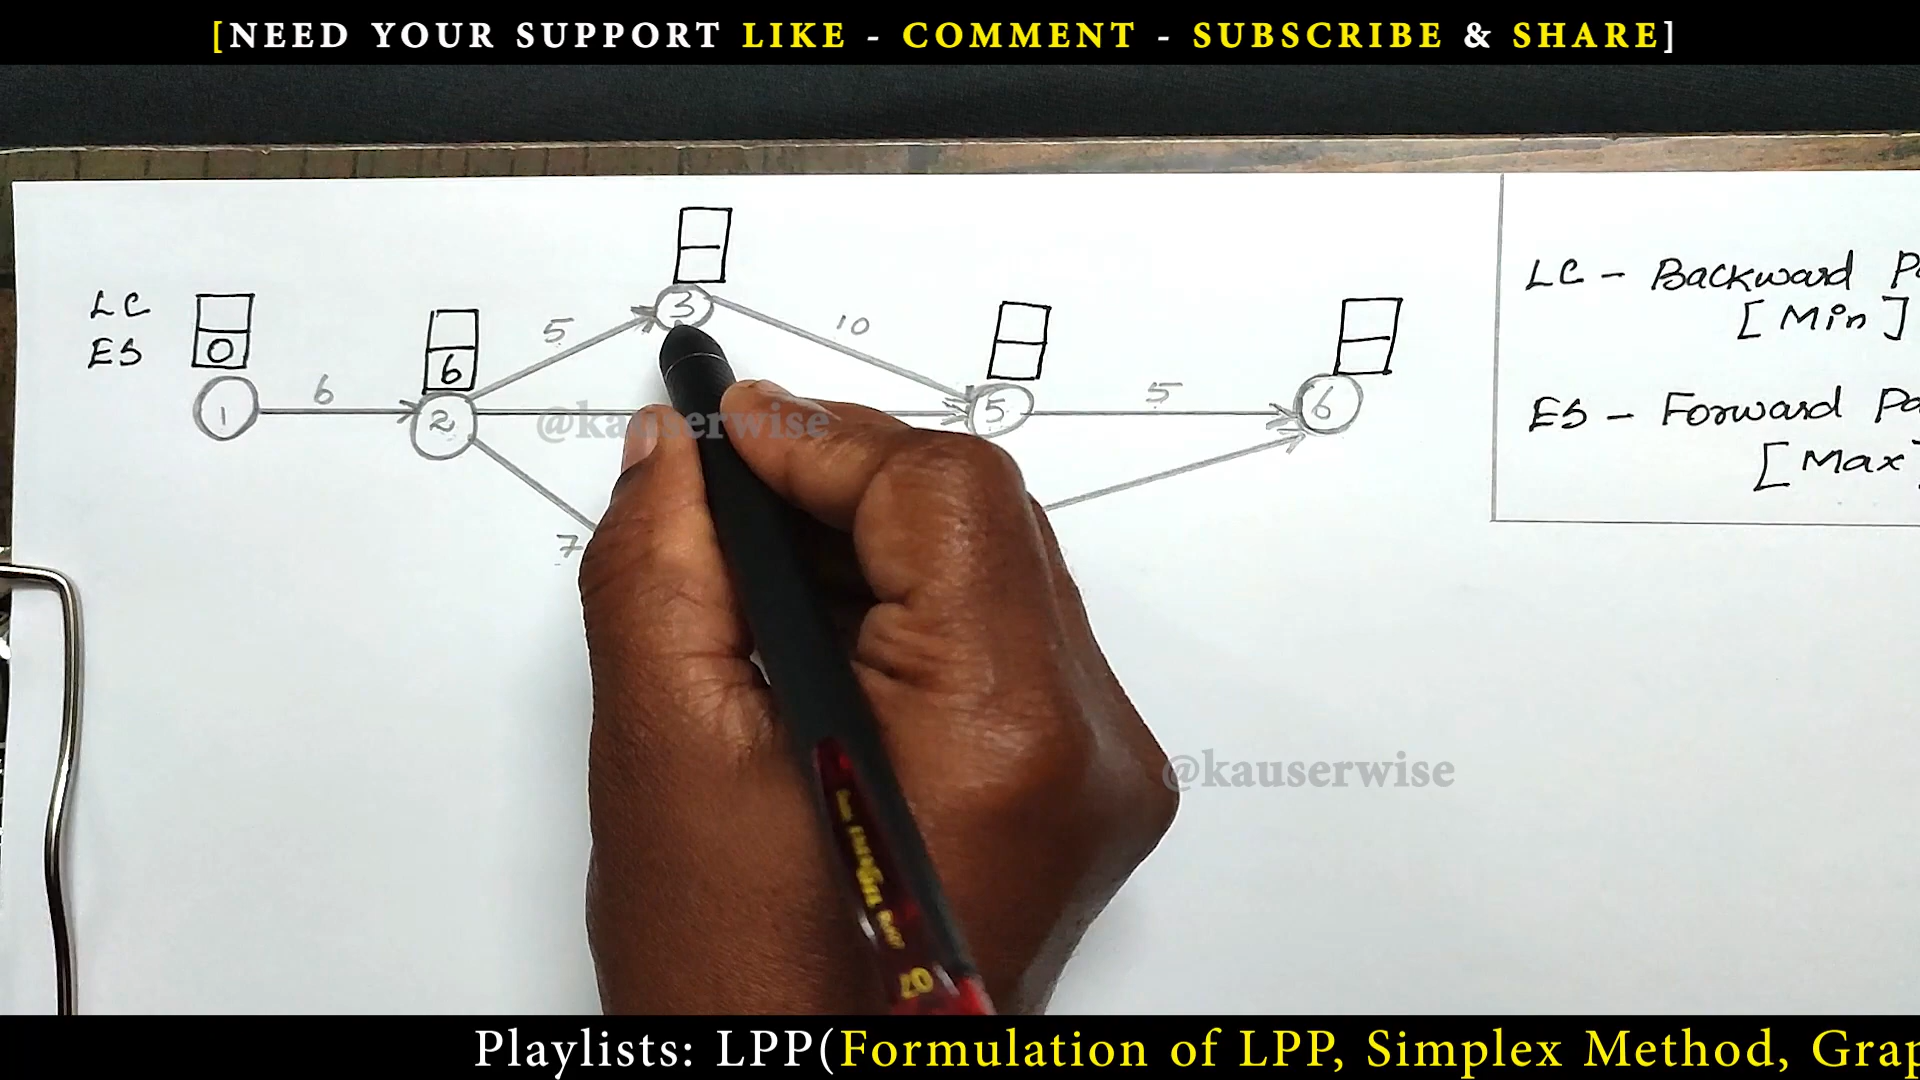 [NEED YOUR SUPPORT LIKE - COMMENT - SUBSCRIBE & SHARE]
LC
ES
0
6
5
10
5
6
7
1
2
3
5
6
LC - Backward
[Min]
ES - Forward
[Max]
@kauserwise
@kauserwise
07
Playlists: LPP(Formulation of LPP, Simplex Method,